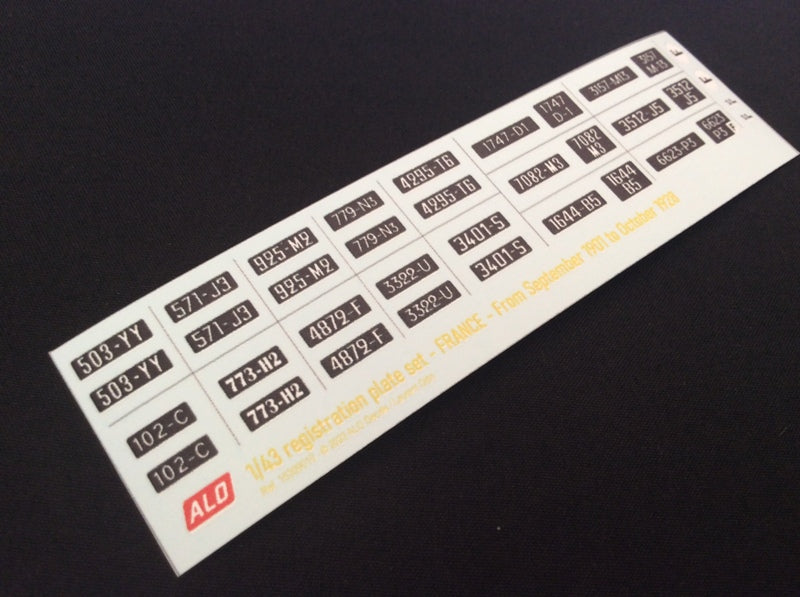 503-YY
503-YY
571-J3
571-J3
925-M2
925-M2
779-N3
779-N3
4295-T6
4295-T6
1747-D1
1747
D-1
3157-M13
3157
M-13
F
102-C
102-C
773-H2
773-H2
4879-F
4879-F
3322-U
3322-U
3401-S
3401-S
7082-M3
7082
M3
3512-J5
3512
J5
F
1644-B5
1644
B5
6623-P3
6623
P3
F
F
F
ALO
1/43 registration plate set - FRANCE - From September 1901 to October 1928